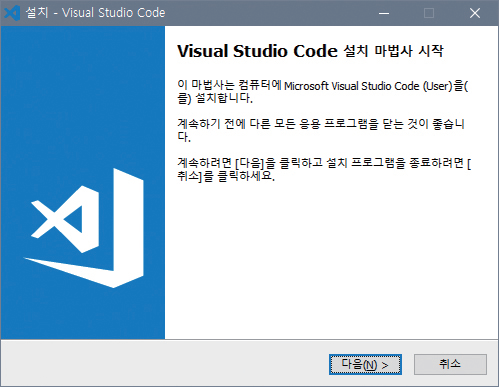 설치 - Visual Studio Code
Visual Studio Code 설치 마법사 시작
이 마법사는 컴퓨터에 Microsoft Visual Studio Code (User)을(
를) 설치합니다.
계속하기 전에 다른 모든 응용 프로그램을 닫는 것이 좋습니
다.
계속하려면 [다음]을 클릭하고 설치 프로그램을 종료하려면 [
취소]를 클릭하세요.
다음(N) >
취소